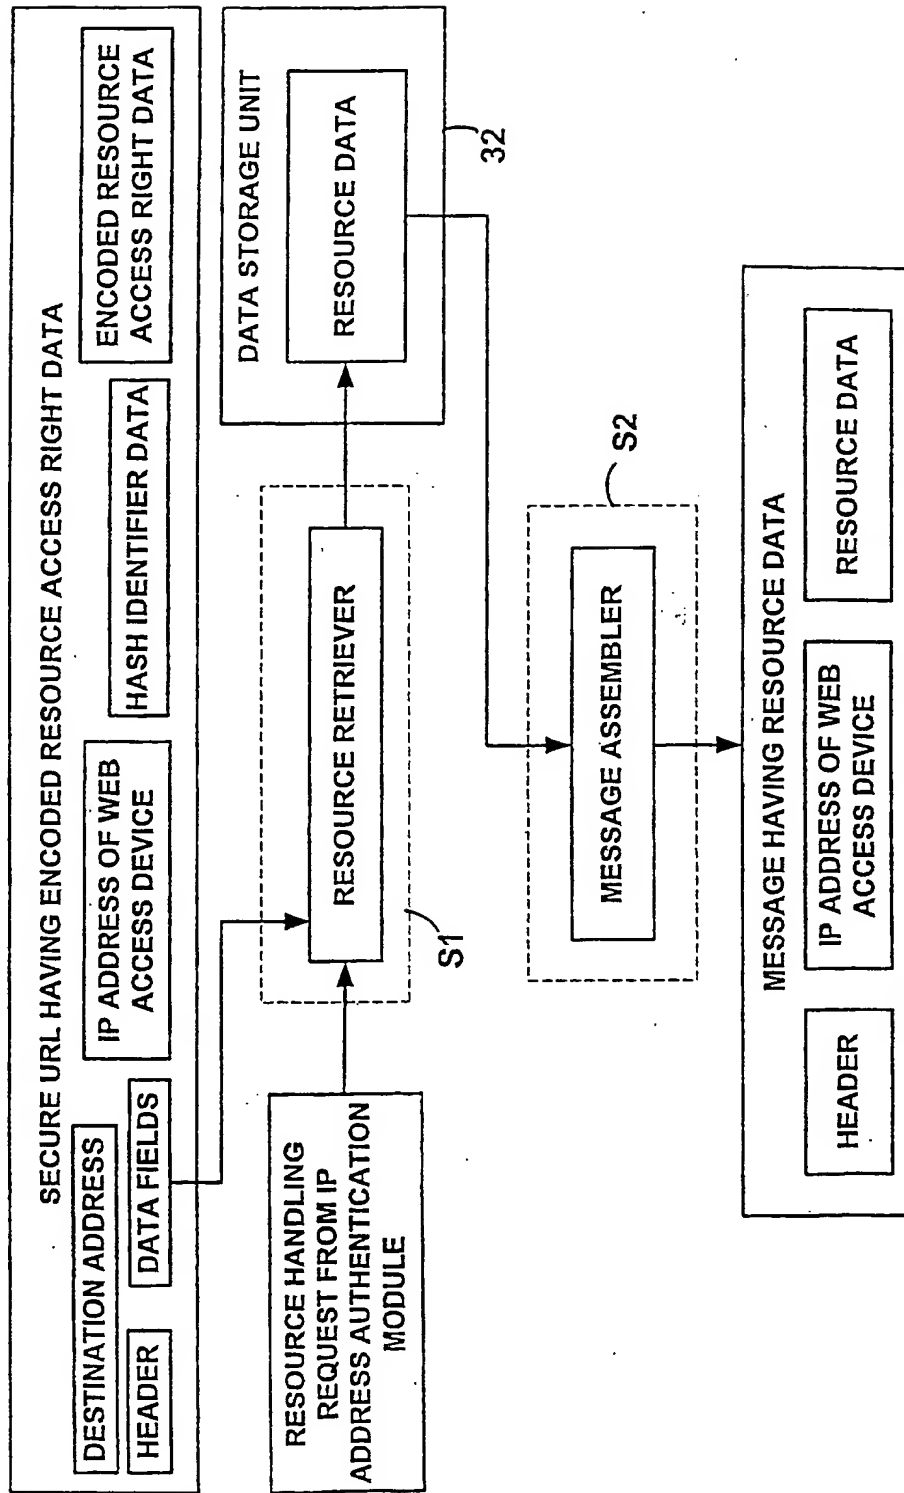 SECURE URL HAVING ENCODED RESOURCE ACCESS RIGHT DATA
DESTINATION ADDRESS
HEADER
DATA FIELDS
IP ADDRESS OF WEB
ACCESS DEVICE
HASH IDENTIFIER DATA
ENCODED RESOURCE
ACCESS RIGHT DATA
RESOURCE HANDLING
REQUEST FROM IP
ADDRESS AUTHENTICATION
MODULE
RESOURCE RETRIEVER
S1
DATA STORAGE UNIT
RESOURCE DATA
32
MESSAGE ASSEMBLER
S2
MESSAGE HAVING RESOURCE DATA
HEADER
IP ADDRESS OF WEB
ACCESS DEVICE
RESOURCE DATA